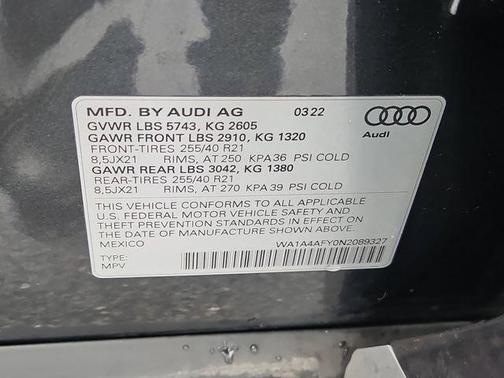 MFD. BY AUDI AG 03 22
GVWR LBS 5743, KG 2605
GAWR FRONT LBS 2910, KG 1320
FRONT-TIRES 255/40 R21
8,5JX21 RIMS, AT 250 KPA 36 PSI COLD
GAWR REAR LBS 3042, KG 1380
REAR-TIRES 255/40 R21
8,5JX21 RIMS, AT 270 KPA 39 PSI COLD
Audi
THIS VEHICLE CONFORMS TO ALL APPLICABLE
U.S. FEDERAL MOTOR VEHICLE SAFETY AND
THEFT PREVENTION STANDARDS IN EFFECT ON
THE DATE OF MANUFACTURE SHOWN ABOVE.
MEXICO WA1A4AFY0N2089327
TYPE:
MPV